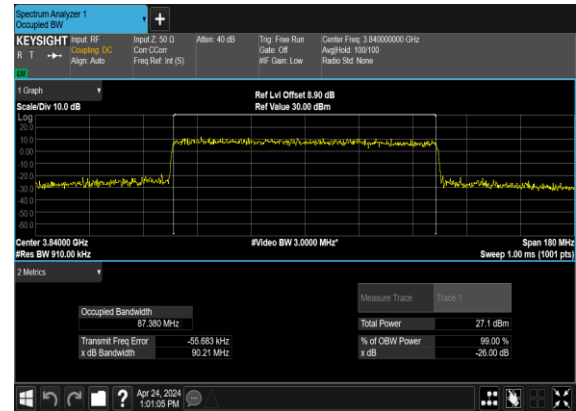 Spectrum Analyzer 1
Occupied BW
+
KEYSIGHT Input: RF Input Z: 50 Ω Atten: 40 dB Trig: Free Run Center Freq: 3.840000000 GHz
R T Coupling: DC Corr CCorr Gate: Off Avg|Hold: 100/100
Align: Auto Freq Ref: Int (S) #IF Gain: Low Radio Std: None
LXI
1 Graph Ref Lvl Offset 8.90 dB
Scale/Div 10.0 dB Ref Value 30.00 dBm
Log
20.0
10.0
0.00
-10.0
-20.0
-30.0
-40.0
-50.0
-60.0
Center 3.84000 GHz #Video BW 3.0000 MHz* Span 180 MHz
#Res BW 910.00 kHz Sweep 1.00 ms (1001 pts)
2 Metrics
Measure Trace Trace 1
Occupied Bandwidth
87.380 MHz Total Power 27.1 dBm
Transmit Freq Error -55.683 kHz % of OBW Power 99.00 %
x dB Bandwidth 90.21 MHz x dB -26.00 dB
? Apr 24, 2024
1:01:05 PM